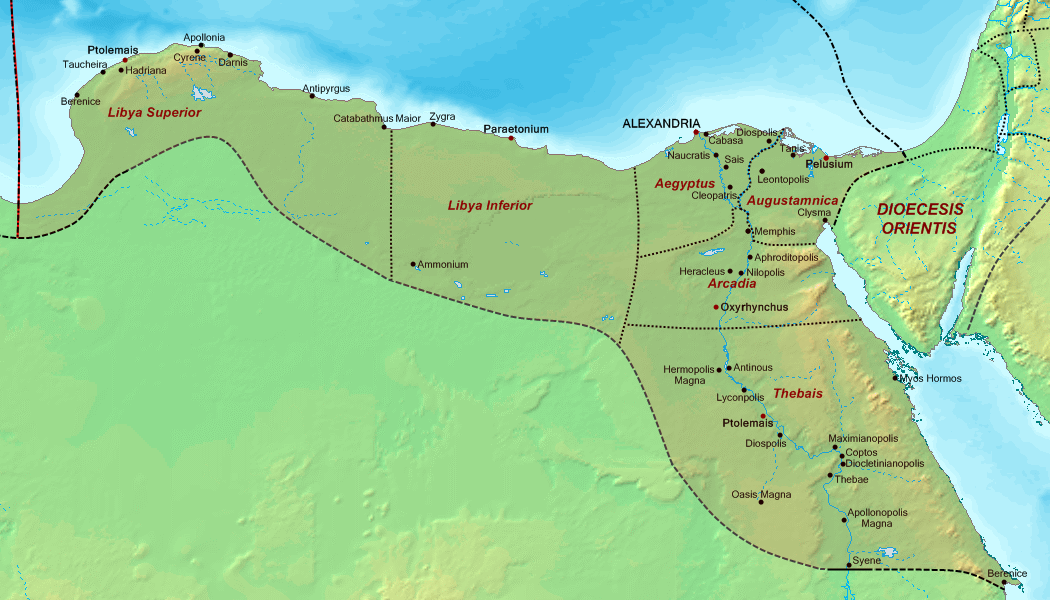 Apollonia
Ptolemais
Cyrene
Taucheira
Hadriana
Darnis
Berenice
Libya Superior
Antipyrgus
Catabathmus Maior
Zygra
Paraetonium
ALEXANDRIA
Cabasa
Diospolis
Tanis
Naucratis
Sais
Pelusium
Leontopolis
Aegyptus
Cleopatris
Augustamnica
Libya Inferior
Clysma
DIOECESIS
ORIENTIS
Memphis
Ammonium
Aphroditopolis
Heracleus
Nilopolis
Arcadia
Oxyrhynchus
Hermopolis
Magna
Antinous
Myos Hormos
Lyconpolis
Thebais
Ptolemais
Diospolis
Maximianopolis
Coptos
Diocletinianopolis
Thebae
Oasis Magna
Apollonopolis
Magna
Syene
Berenice